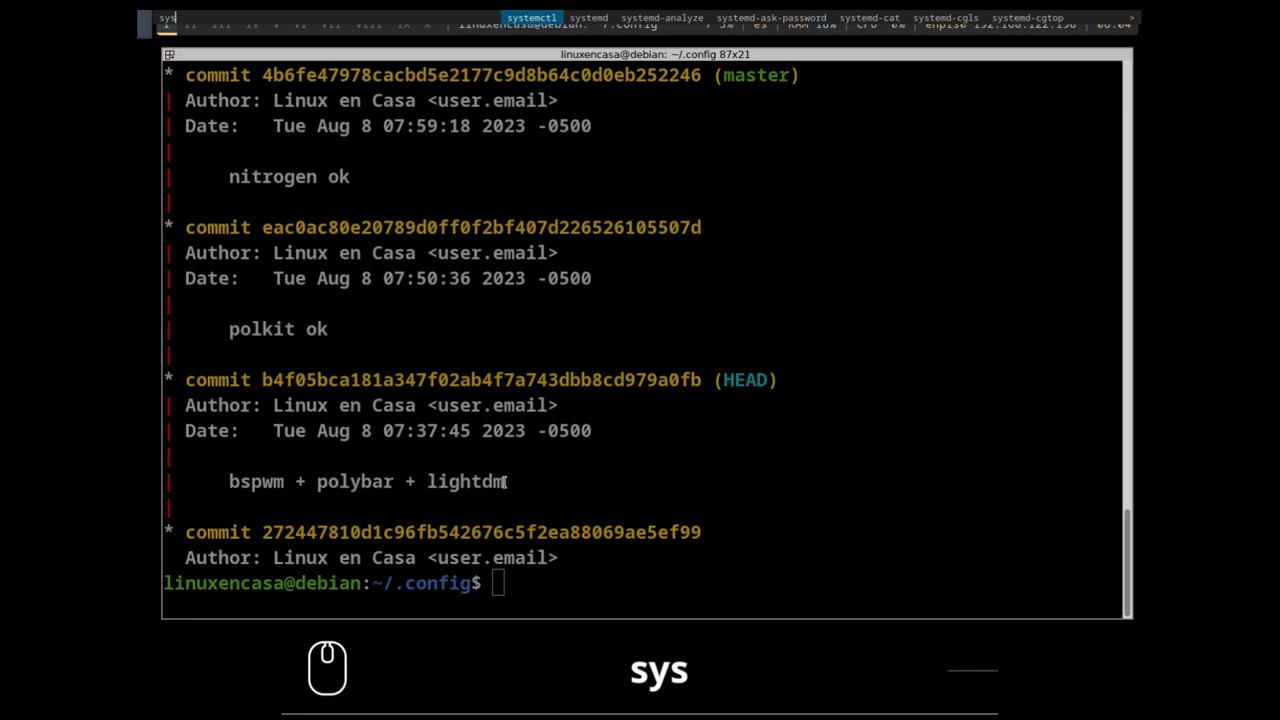 sys systemctl systemd systemd-analyze systemd-ask-password systemd-cat systemd-cgls systemd-cgtop >
linuxencasa@debian: ~/.config 87x21
* commit 4b6fe47978cacbd5e2177c9d8b64c0d0eb252246 (master)
| Author: Linux en Casa <user.email>
| Date:   Tue Aug 8 07:59:18 2023 -0500
|
|     nitrogen ok
|
* commit eac0ac80e20789d0ff0f2bf407d226526105507d
| Author: Linux en Casa <user.email>
| Date:   Tue Aug 8 07:50:36 2023 -0500
|
|     polkit ok
|
* commit b4f05bca181a347f02ab4f7a743dbb8cd979a0fb (HEAD)
| Author: Linux en Casa <user.email>
| Date:   Tue Aug 8 07:37:45 2023 -0500
|
|     bspwm + polybar + lightdm
|
* commit 272447810d1c96fb542676c5f2ea88069ae5ef99
  Author: Linux en Casa <user.email>
linuxencasa@debian:~/.config$
sys